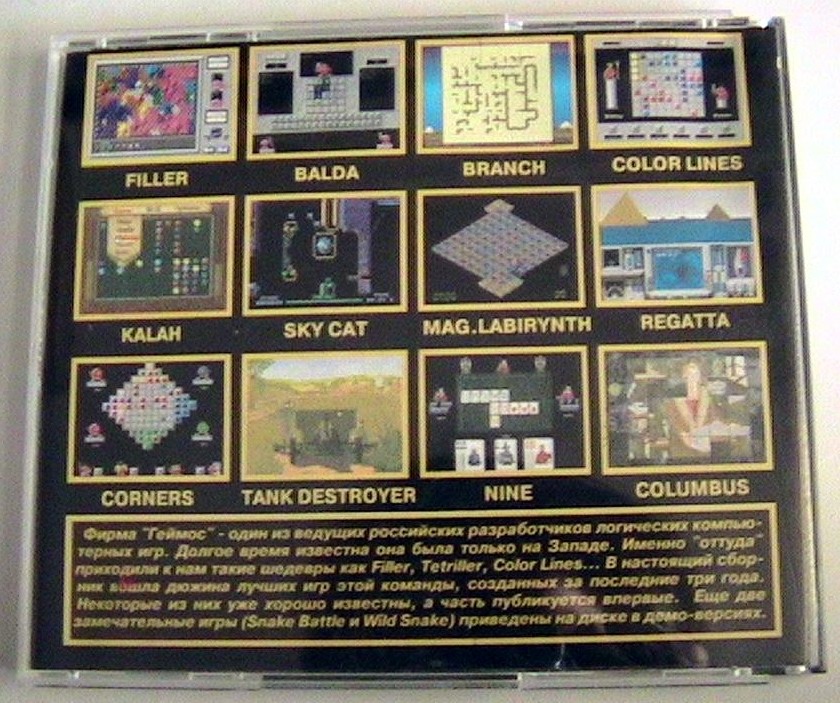 FILLER BALDA BRANCH COLOR LINES
KALAH SKY CAT MAG.LABIRYNTH REGATTA
CORNERS TANK DESTROYER NINE COLUMBUS
Фирма "Геймос" - один из ведущих российских разработчиков логических компью-
терных игр. Долгое время известна она была только на Западе. Именно "оттуда"
приходили к нам такие шедевры как Filler, Tetriller, Color Lines... В настоящий сбор-
ник вошла дюжина лучших игр этой команды, созданных за последние три года.
Некоторые из них уже хорошо известны, а часть публикуется впервые. Еще две
замечательные игры (Snake Battle и Wild Snake) приведены на диске в демо-версиях.